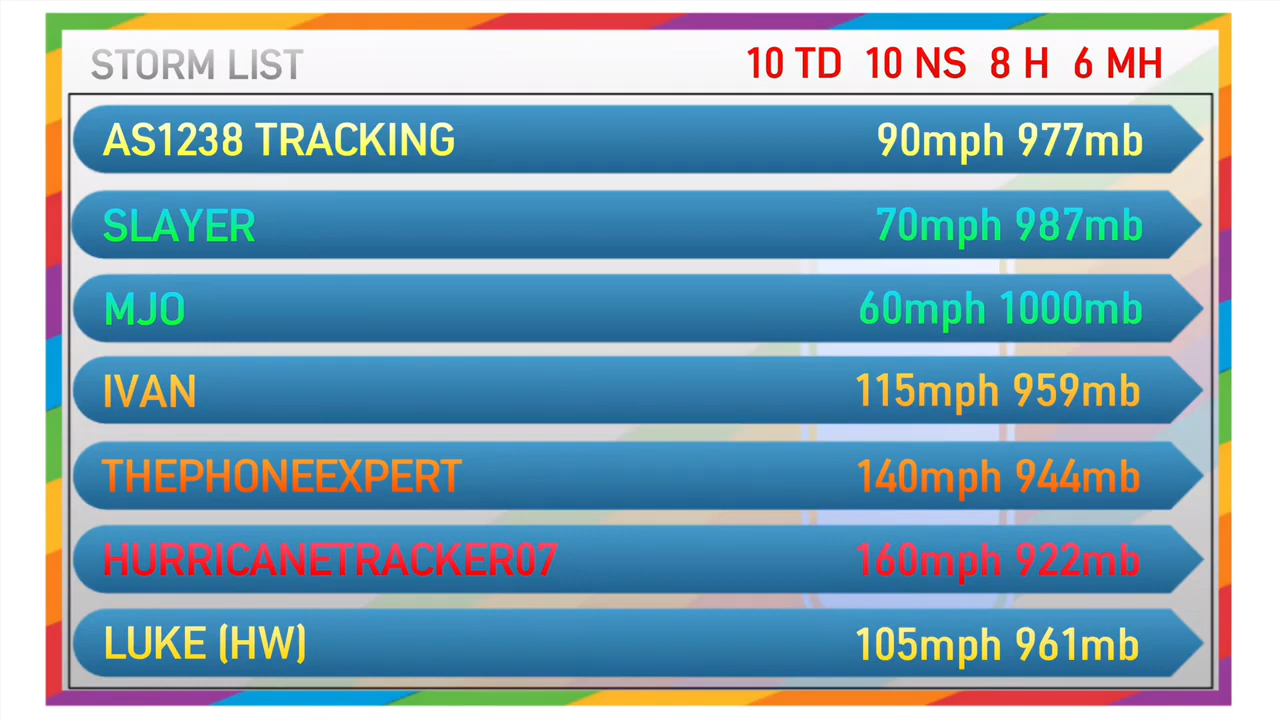 STORM LIST 10 TD 10 NS 8 H 6 MH
AS1238 TRACKING 90mph 977mb
SLAYER 70mph 987mb
MJO 60mph 1000mb
IVAN 115mph 959mb
THEPHONEEXPERT 140mph 944mb
HURRICANETRACKER07 160mph 922mb
LUKE (HW) 105mph 961mb